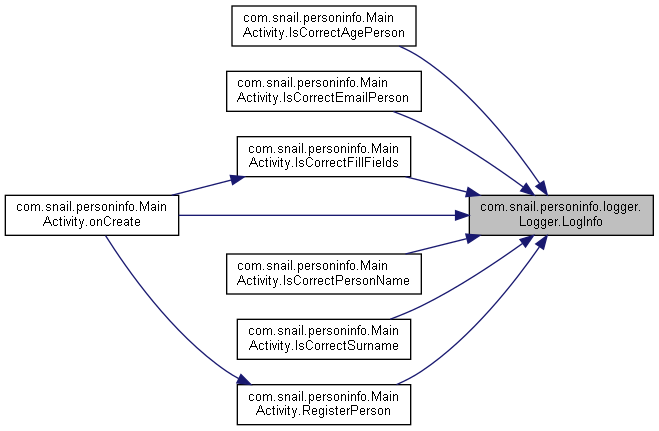 com.snail.personinfo.Main
Activity.IsCorrectAgePerson
com.snail.personinfo.Main
Activity.IsCorrectEmailPerson
com.snail.personinfo.Main
Activity.IsCorrectFillFields
com.snail.personinfo.Main
Activity.onCreate
com.snail.personinfo.logger.
Logger.LogInfo
com.snail.personinfo.Main
Activity.IsCorrectPersonName
com.snail.personinfo.Main
Activity.IsCorrectSurname
com.snail.personinfo.Main
Activity.RegisterPerson